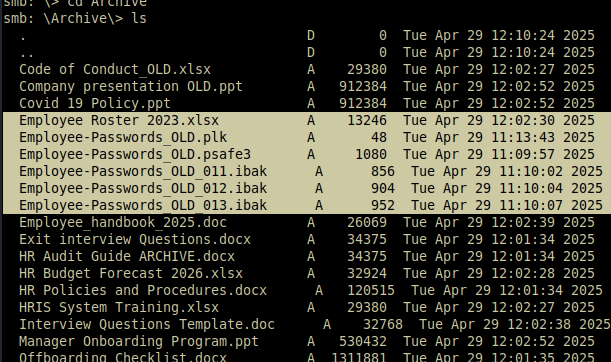 smb: \> cd Archive
smb: \Archive\> ls
. D 0 Tue Apr 29 12:10:24 2025
.. D 0 Tue Apr 29 12:10:24 2025
Code of Conduct_OLD.xlsx A 29380 Tue Apr 29 12:02:27 2025
Company presentation OLD.ppt A 912384 Tue Apr 29 12:02:52 2025
Covid 19 Policy.ppt A 912384 Tue Apr 29 12:02:52 2025
Employee Roster 2023.xlsx A 13246 Tue Apr 29 12:02:30 2025
Employee-Passwords_OLD.plk A 48 Tue Apr 29 11:13:43 2025
Employee-Passwords_OLD.psafe3 A 1080 Tue Apr 29 11:09:57 2025
Employee-Passwords_OLD_011.ibak A 856 Tue Apr 29 11:10:02 2025
Employee-Passwords_OLD_012.ibak A 904 Tue Apr 29 11:10:04 2025
Employee-Passwords_OLD_013.ibak A 952 Tue Apr 29 11:10:07 2025
Employee_handbook_2025.doc A 26069 Tue Apr 29 12:02:39 2025
Exit interview Questions.docx A 34375 Tue Apr 29 12:01:34 2025
HR Audit Guide ARCHIVE.docx A 34375 Tue Apr 29 12:01:34 2025
HR Budget Forecast 2026.xlsx A 32924 Tue Apr 29 12:02:28 2025
HR Policies and Procedures.docx A 120515 Tue Apr 29 12:01:34 2025
HRIS System Training.xlsx A 29380 Tue Apr 29 12:02:27 2025
Interview Questions Template.doc A 32768 Tue Apr 29 12:02:38 2025
Manager Onboarding Program.ppt A 530432 Tue Apr 29 12:02:52 2025
Offboarding Checklist.docx A 1311881 Tue Apr 29 12:01:35 2025